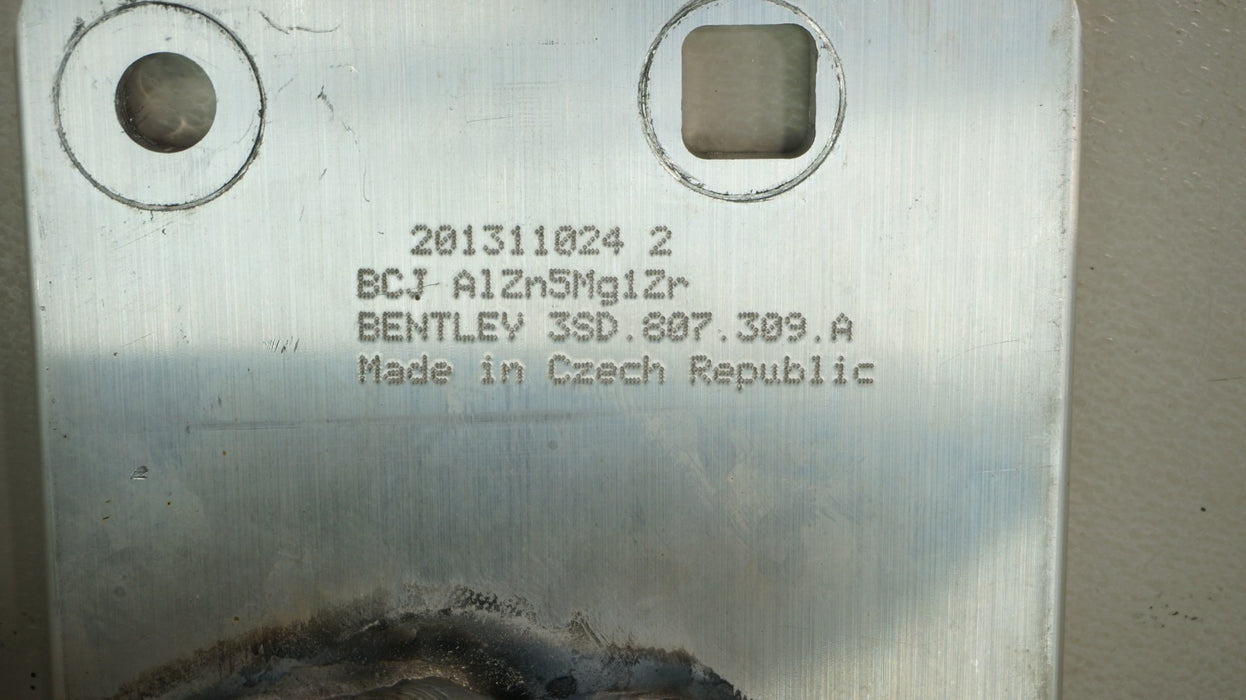 201311024 2
BCJ AlZn5Mg1Zr
BENTLEY 3SD.807.309.A
Made in Czech Republic